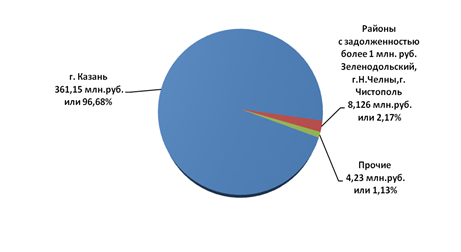 г. Казань
361,15 млн.руб.
или 96,68%
Районы
с задолженностью
более 1 млн. руб.
Зеленодольский,
г.Н.Челны,г.
Чистополь
8,126 млн.руб.
или 2,17%
Прочие
4,23 млн.руб.
или 1,13%